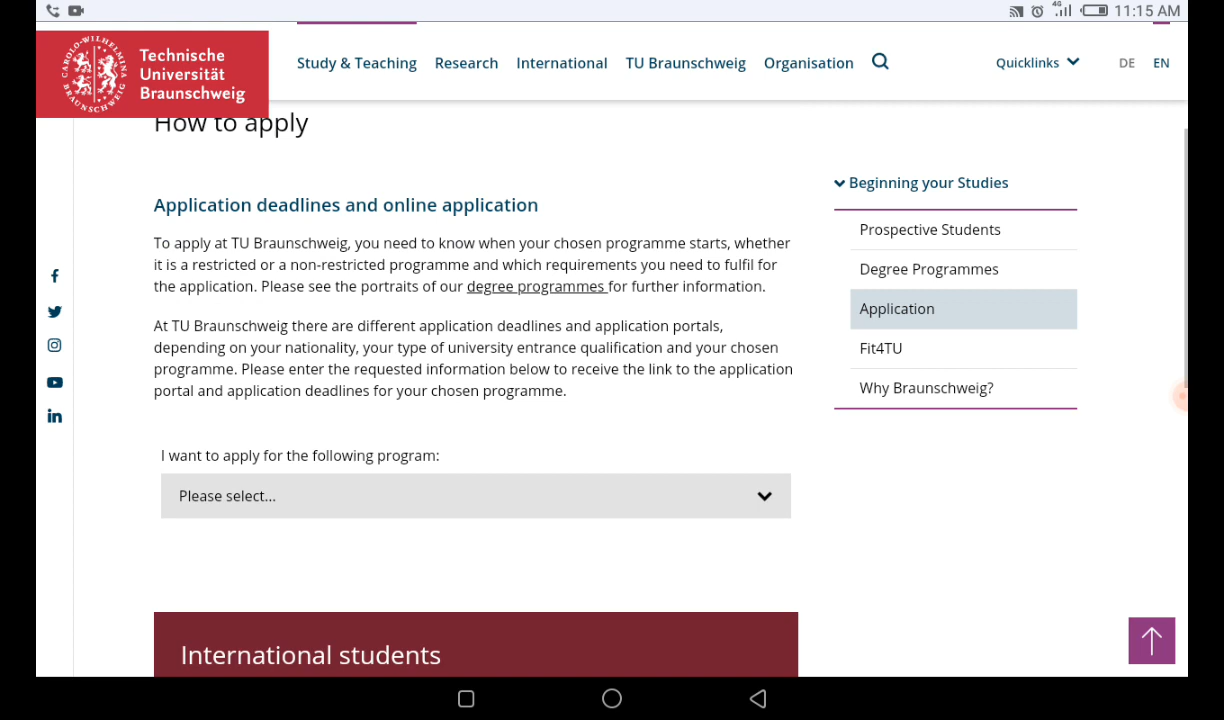 4G
11:15 AM
CAROLO-WILHELMINA
BRAUNSCHWEIG
Technische
Universität
Braunschweig
Study & Teaching Research International TU Braunschweig Organisation
Quicklinks DE EN
How to apply
Application deadlines and online application
To apply at TU Braunschweig, you need to know when your chosen programme starts, whether
it is a restricted or a non-restricted programme and which requirements you need to fulfil for
the application. Please see the portraits of our degree programmes for further information.
At TU Braunschweig there are different application deadlines and application portals,
depending on your nationality, your type of university entrance qualification and your chosen
programme. Please enter the requested information below to receive the link to the application
portal and application deadlines for your chosen programme.
I want to apply for the following program:
Please select...
International students
Beginning your Studies
Prospective Students
Degree Programmes
Application
Fit4TU
Why Braunschweig?